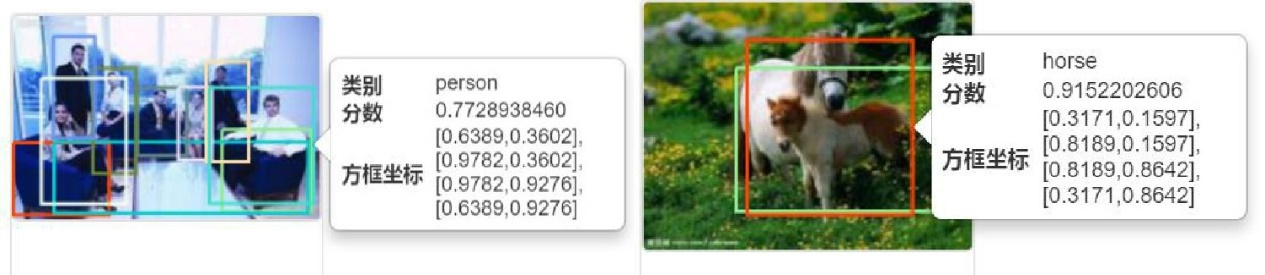 类别 person
分数 0.7728938460
方框坐标 [0.6389,0.3602],
[0.9782,0.3602],
[0.9782,0.9276],
[0.6389,0.9276]
类别 horse
分数 0.9152202606
方框坐标 [0.3171,0.1597],
[0.8189,0.1597],
[0.8189,0.8642],
[0.3171,0.8642]